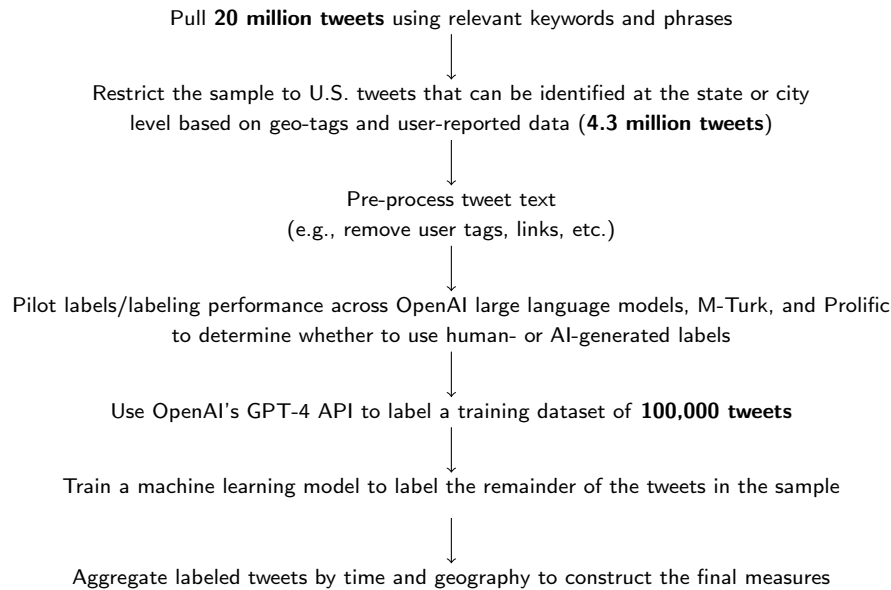 Pull 20 million tweets using relevant keywords and phrases
Restrict the sample to U.S. tweets that can be identified at the state or city
level based on geo-tags and user-reported data (4.3 million tweets)
Pre-process tweet text
(e.g., remove user tags, links, etc.)
Pilot labels/labeling performance across OpenAI large language models, M-Turk, and Prolific
to determine whether to use human- or AI-generated labels
Use OpenAI's GPT-4 API to label a training dataset of 100,000 tweets
Train a machine learning model to label the remainder of the tweets in the sample
Aggregate labeled tweets by time and geography to construct the final measures